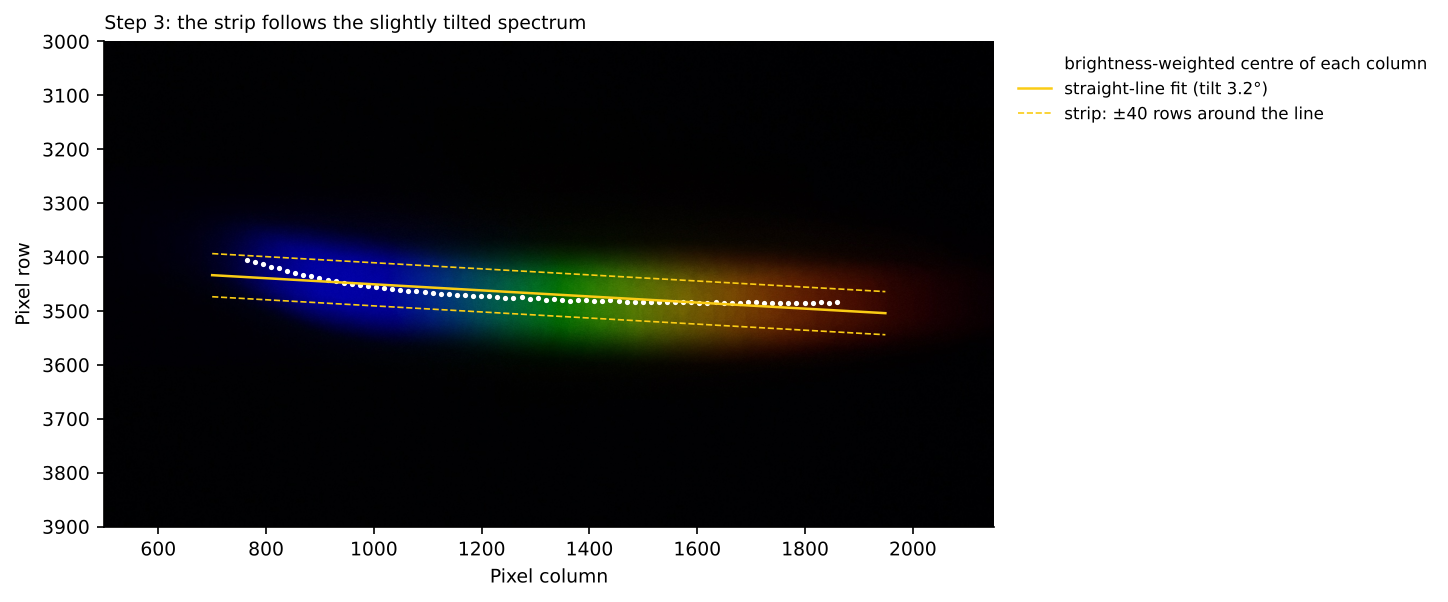 Step 3: the strip follows the slightly tilted spectrum
brightness-weighted centre of each column
straight-line fit (tilt 3.2°)
strip: ±40 rows around the line
Pixel row
3000
3100
3200
3300
3400
3500
3600
3700
3800
3900
600 800 1000 1200 1400 1600 1800 2000
Pixel column